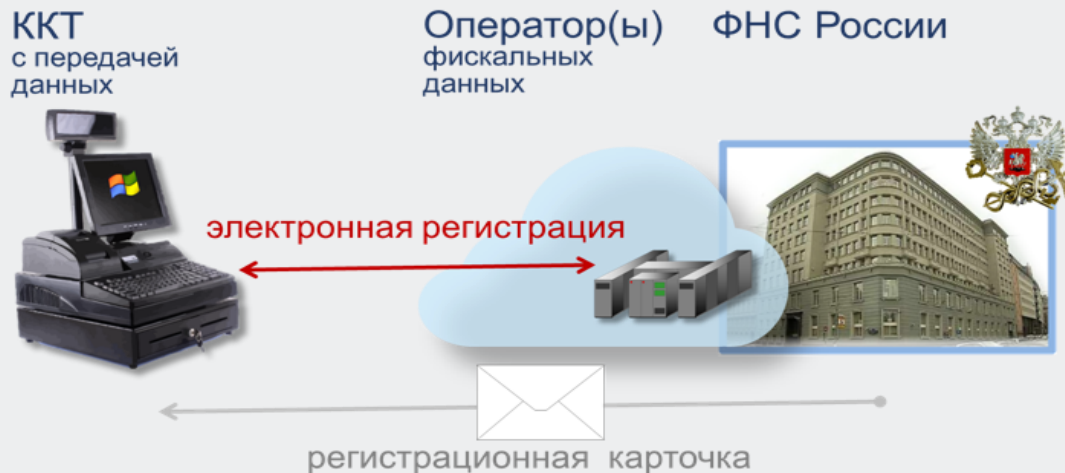 ККТ
с передачей
данных
Оператор(ы)
фискальных
данных
ФНС России
электронная регистрация
регистрационная карточка